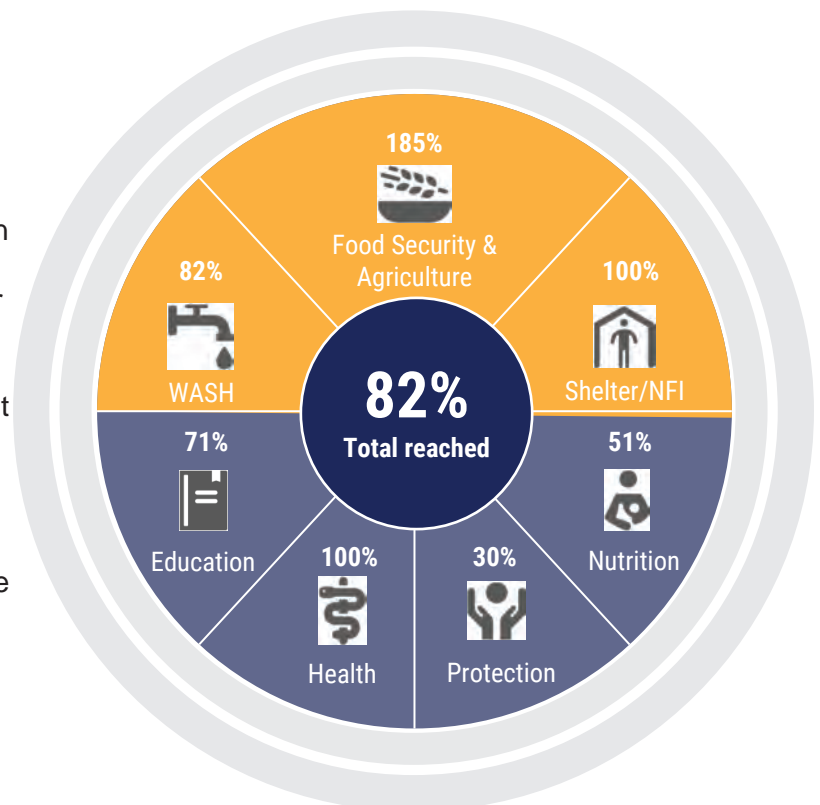 185%
Food Security &
Agriculture
82%
WASH
100%
Shelter/NFI
82%
Total reached
71%
Education
51%
Nutrition
100%
Health
30%
Protection